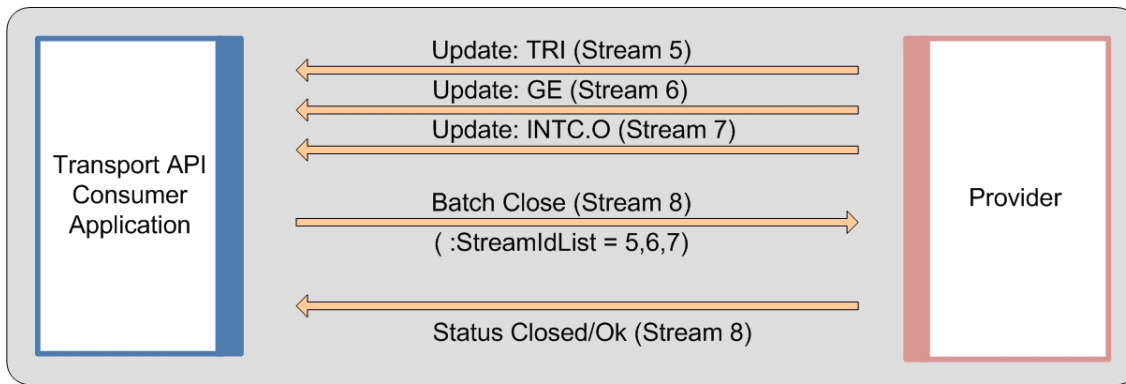 Update: TRI (Stream 5)
Update: GE (Stream 6)
Update: INTC.O (Stream 7)
Transport API
Consumer
Application
Batch Close (Stream 8)
( :StreamIdList = 5,6,7)
Provider
Status Closed/Ok (Stream 8)